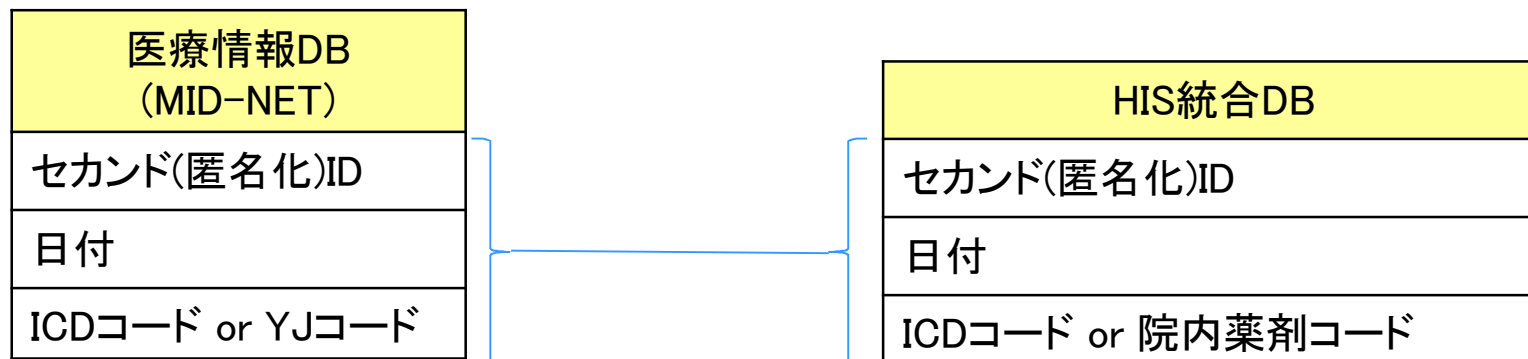 医療情報DB
(MID-NET)
セカンド(匿名化)ID
日付
ICDコード or YJコード
HIS統合DB
セカンド(匿名化)ID
日付
ICDコード or 院内薬剤コード